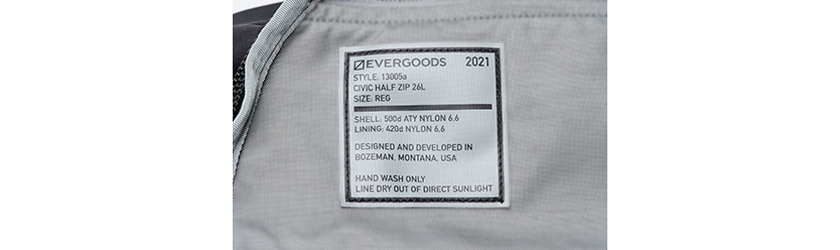 EVERGOODS 2021
STYLE: 13005a
CIVIC HALF ZIP 26L
SIZE: REG
SHELL: 500d ATY NYLON 6.6
LINING: 420d NYLON 6.6
DESIGNED AND DEVELOPED IN
BOZEMAN, MONTANA, USA
HAND WASH ONLY
LINE DRY OUT OF DIRECT SUNLIGHT